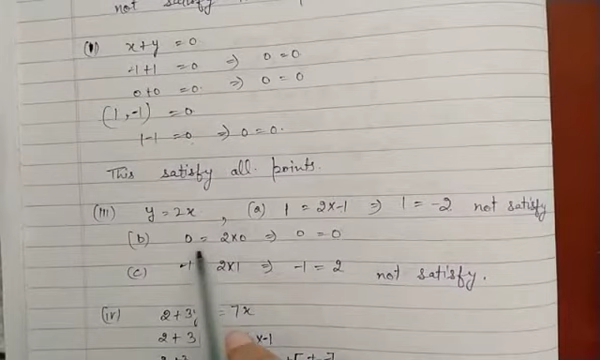 not satisfy
(i) x+y = 0
-1+1 = 0 ⇒ 0 = 0
0+0 = 0. ⇒ 0 = 0
(1, -1) = 0
1-1 = 0 ⇒ 0 = 0.
This satisfy all points.
(iii) y = 2x , (a) 1 = 2x-1 ⇒ 1 = -2 not satisfy
(b) 0 = 2x0 ⇒ 0 = 0
(c) -1 2x1 ⇒ -1 = 2 not satisfy.
(iv) 2+3y = 7x
2+3 x-1